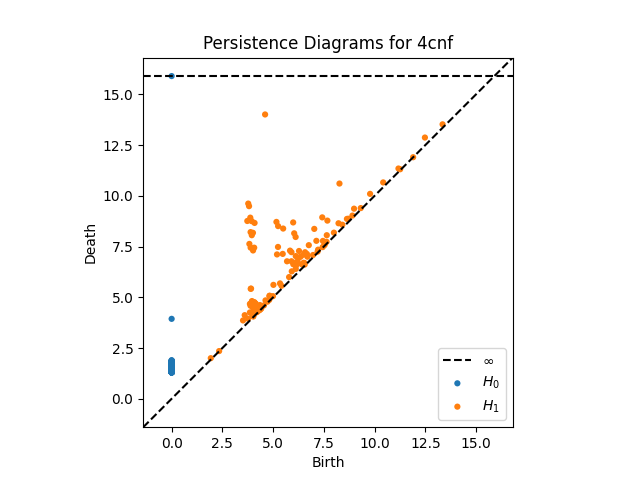 Persistence Diagrams for 4cnf
Death
15.0
12.5
10.0
7.5
5.0
2.5
0.0
∞
H₀
H₁
0.0 2.5 5.0 7.5 10.0 12.5 15.0
Birth